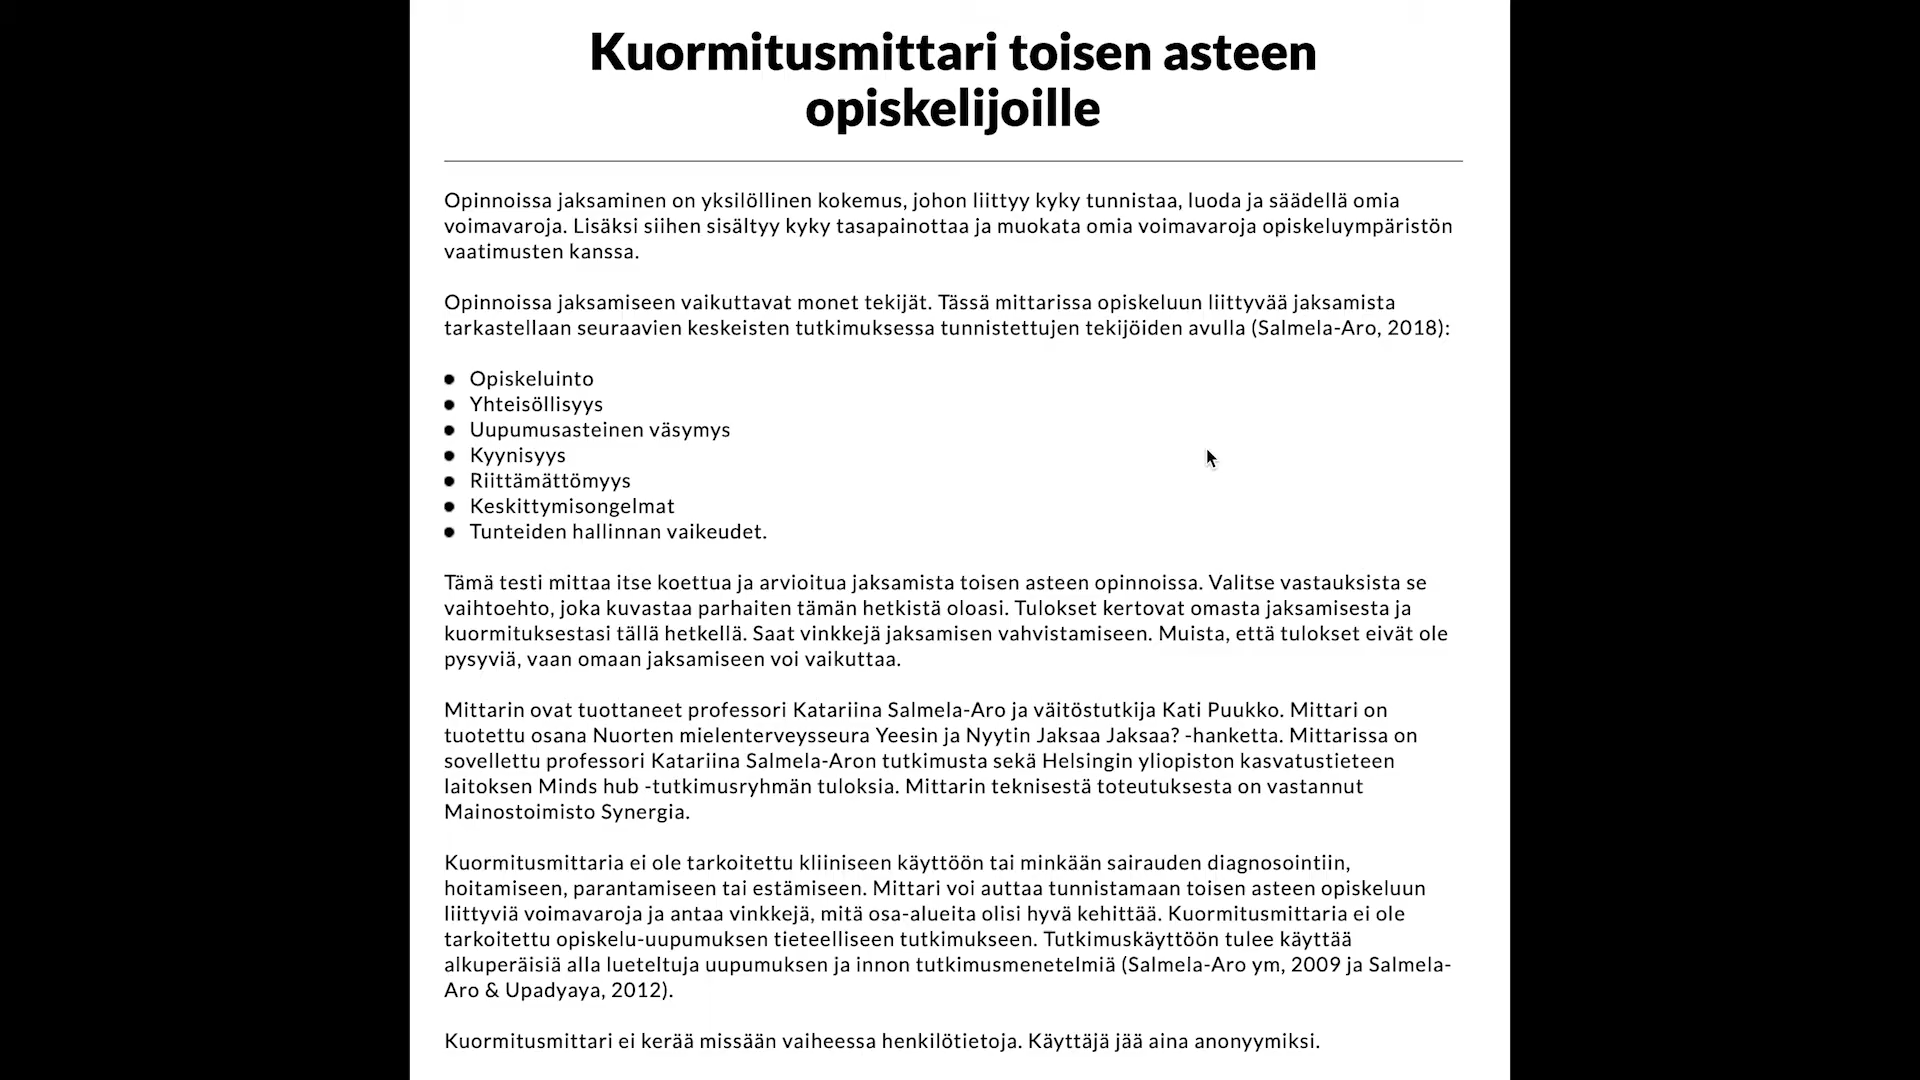 Kuormitusmittari toisen asteen
opiskelijoille
Opinnoissa jaksaminen on yksilöllinen kokemus, johon liittyy kyky tunnistaa, luoda ja säädellä omia
voimavaroja. Lisäksi siihen sisältyy kyky tasapainottaa ja muokata omia voimavaroja opiskeluympäristön
vaatimusten kanssa.
Opinnoissa jaksamiseen vaikuttavat monet tekijät. Tässä mittarissa opiskeluun liittyvää jaksamista
tarkastellaan seuraavien keskeisten tutkimuksessa tunnistettujen tekijöiden avulla (Salmela-Aro, 2018):
● Opiskeluinto
● Yhteisöllisyys
● Uupumusasteinen väsymys
● Kyynisyys
● Riittämättömyys
● Keskittymisongelmat
● Tunteiden hallinnan vaikeudet.
Tämä testi mittaa itse koettua ja arvioitua jaksamista toisen asteen opinnoissa. Valitse vastauksista se
vaihtoehto, joka kuvastaa parhaiten tämän hetkistä oloasi. Tulokset kertovat omasta jaksamisesta ja
kuormituksestasi tällä hetkellä. Saat vinkkejä jaksamisen vahvistamiseen. Muista, että tulokset eivät ole
pysyviä, vaan omaan jaksamiseen voi vaikuttaa.
Mittarin ovat tuottaneet professori Katariina Salmela-Aro ja väitöstutkija Kati Puukko. Mittari on
tuotettu osana Nuorten mielenterveysseura Yeesin ja Nyytin Jaksaa Jaksaa? -hanketta. Mittarissa on
sovellettu professori Katariina Salmela-Aron tutkimusta sekä Helsingin yliopiston kasvatustieteen
laitoksen Minds hub -tutkimusryhmän tuloksia. Mittarin teknisestä toteutuksesta on vastannut
Mainostoimisto Synergia.
Kuormitusmittaria ei ole tarkoitettu kliiniseen käyttöön tai minkään sairauden diagnosointiin,
hoitamiseen, parantamiseen tai estämiseen. Mittari voi auttaa tunnistamaan toisen asteen opiskeluun
liittyviä voimavaroja ja antaa vinkkejä, mitä osa-alueita olisi hyvä kehittää. Kuormitusmittaria ei ole
tarkoitettu opiskelu-uupumuksen tieteelliseen tutkimukseen. Tutkimuskäyttöön tulee käyttää
alkuperäisiä alla lueteltuja uupumuksen ja innon tutkimusmenetelmiä (Salmela-Aro ym, 2009 ja Salmela-
Aro & Upadyaya, 2012).
Kuormitusmittari ei kerää missään vaiheessa henkilötietoja. Käyttäjä jää aina anonyymiksi.